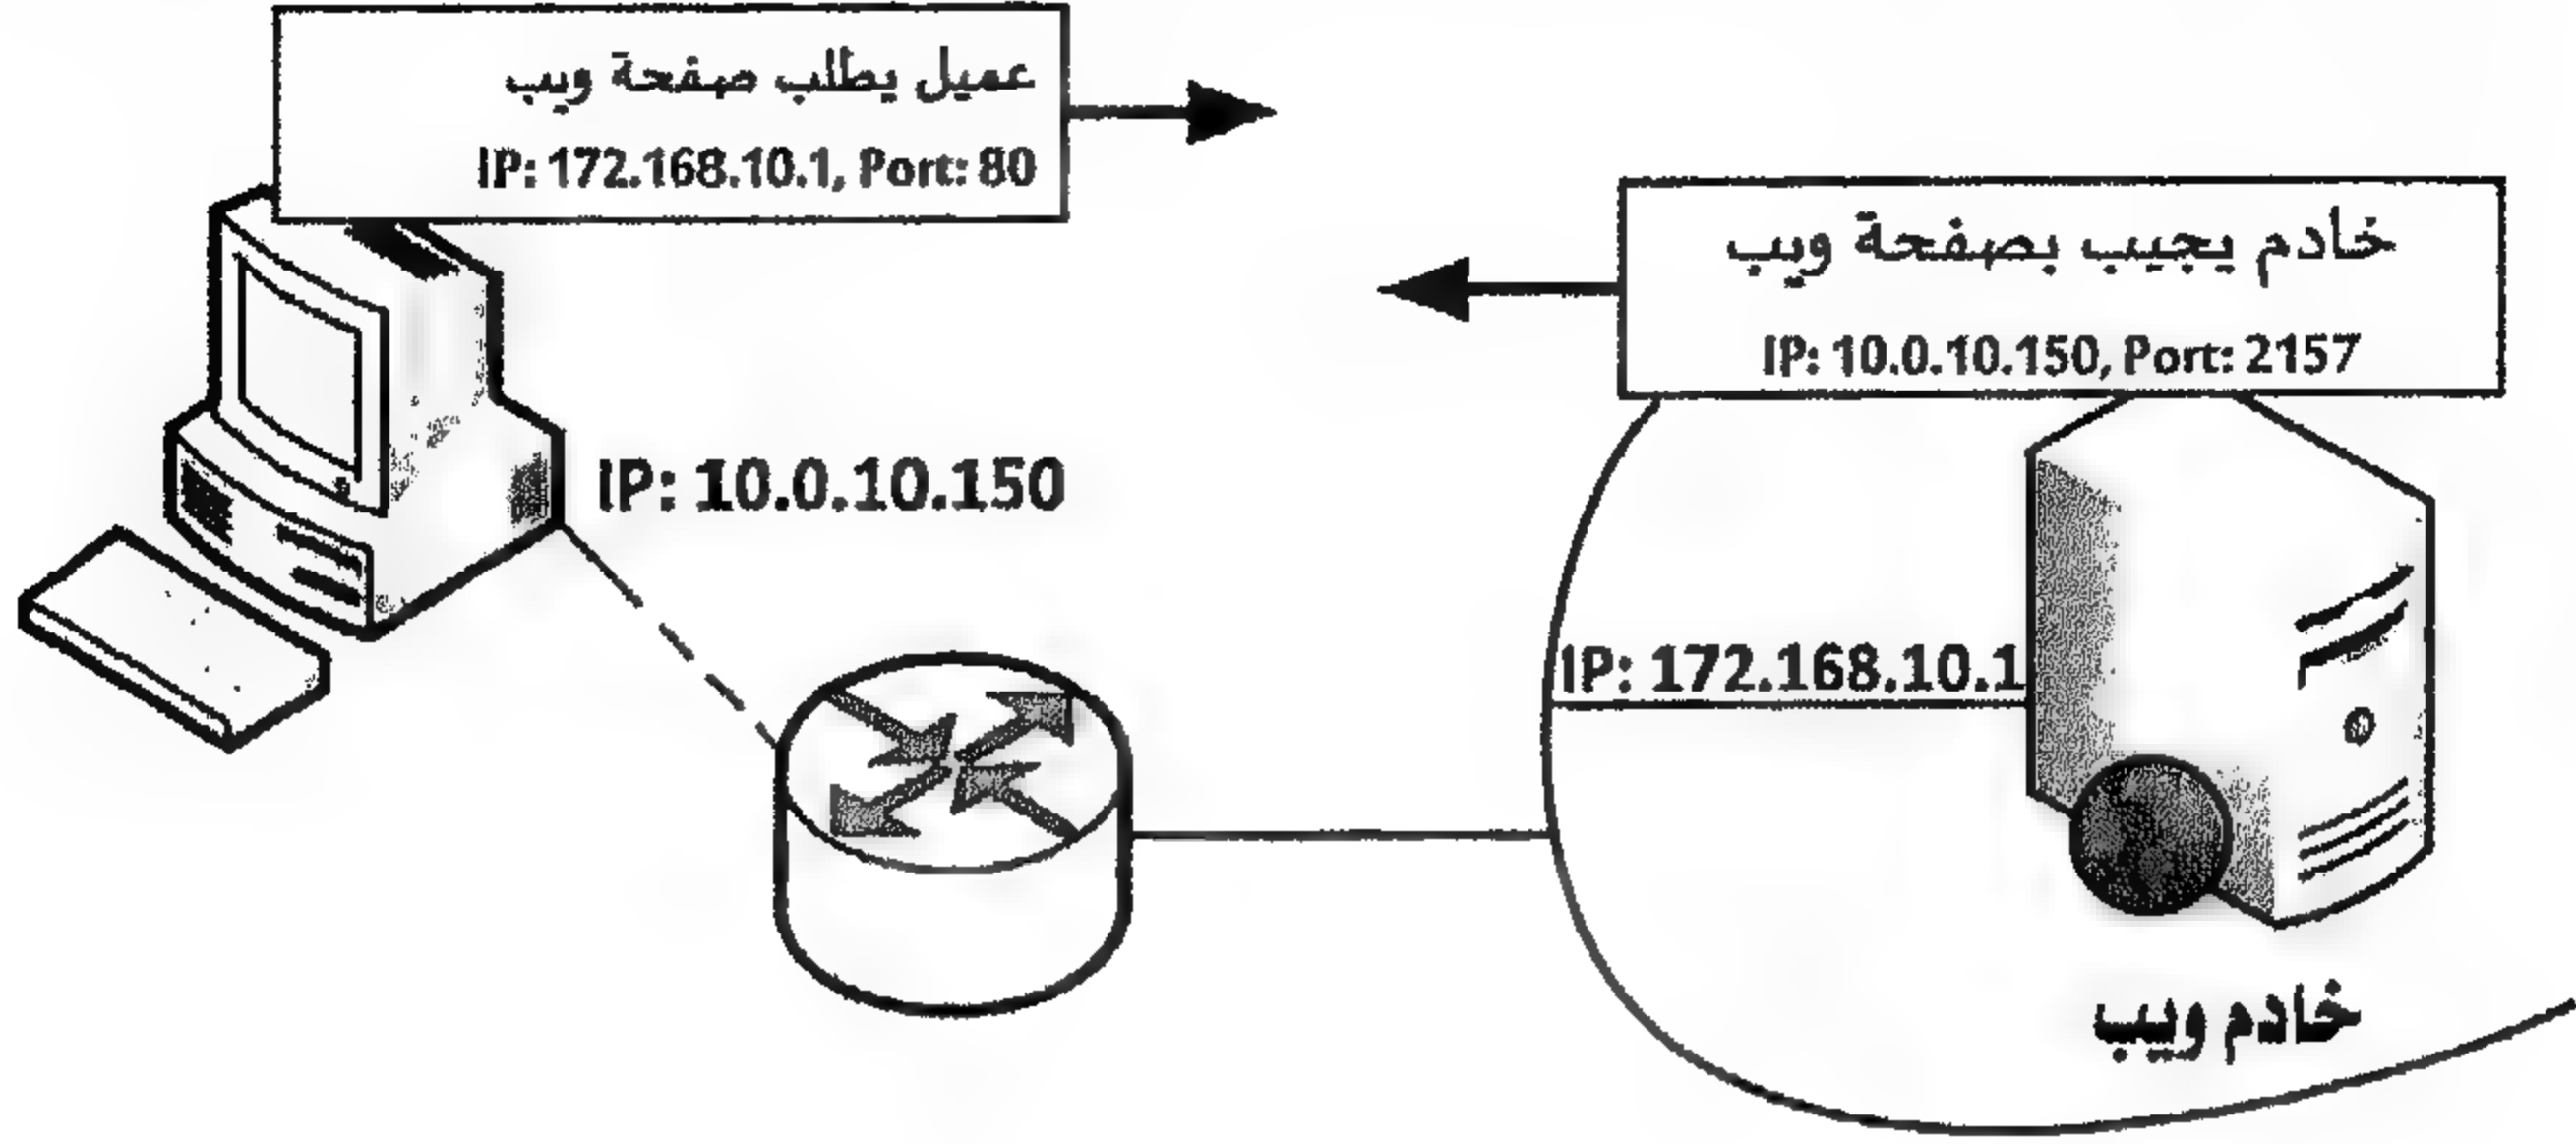 عميل يطلب صفحة ويب
IP: 172.168.10.1, Port: 80
خادم يجيب بصفحة ويب
IP: 10.0.10.150, Port: 2157
IP: 10.0.10.150
IP: 172.168.10.1
خادم ويب